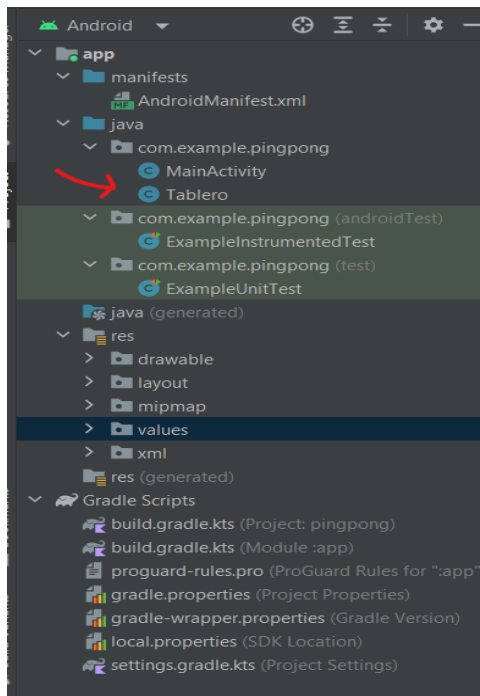 Android
app
manifests
MF AndroidManifest.xml
java
com.example.pingpong
C MainActivity
C Tablero
com.example.pingpong (androidTest)
C ExampleInstrumentedTest
com.example.pingpong (test)
C ExampleUnitTest
java (generated)
res
drawable
layout
mipmap
values
xml
res (generated)
Gradle Scripts
build.gradle.kts (Project: pingpong)
build.gradle.kts (Module :app)
proguard-rules.pro (ProGuard Rules for ":app"
gradle.properties (Project Properties)
gradle-wrapper.properties (Gradle Version)
local.properties (SDK Location)
settings.gradle.kts (Project Settings)